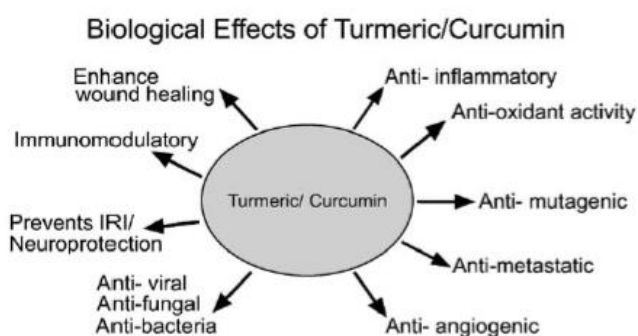 Biological Effects of Turmeric/Curcumin
Enhance
wound healing
Anti- inflammatory
Anti-oxidant activity
Immunomodulatory
Turmeric/ Curcumin
Anti- mutagenic
Prevents IRI/
Neuroprotection
Anti-metastatic
Anti- viral
Anti-fungal
Anti-bacteria
Anti- angiogenic